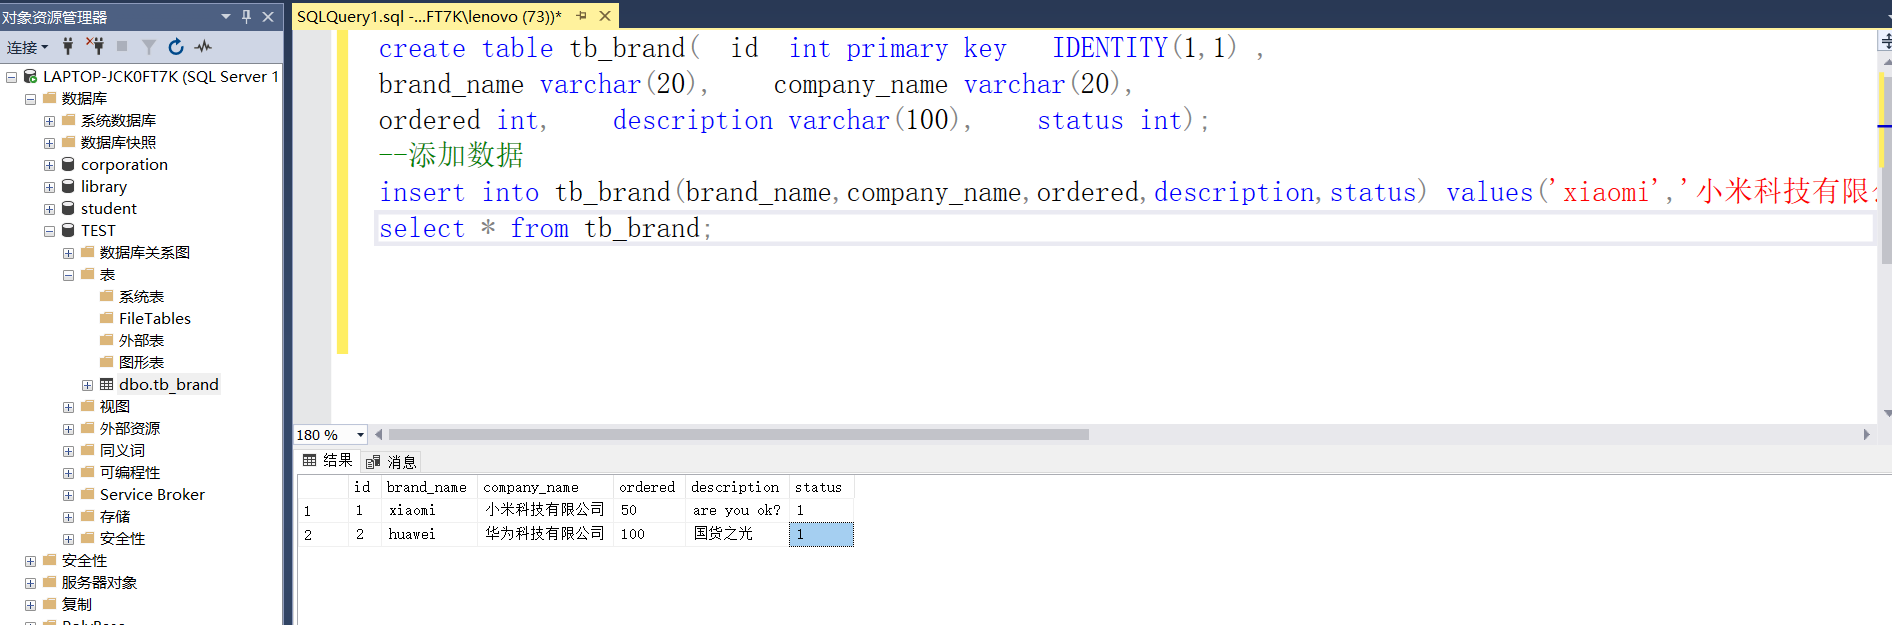 对象资源管理器
连接
LAPTOP-JCK0FT7K (SQL Server 1
数据库
系统数据库
数据库快照
corporation
library
student
TEST
数据库关系图
表
系统表
FileTables
外部表
图形表
dbo.tb_brand
视图
外部资源
同义词
可编程性
Service Broker
存储
安全性
安全性
服务器对象
复制
PolyBase
SQLQuery1.sql -...FT7K\lenovo (73))*
create table tb_brand(  id  int primary key   IDENTITY(1,1) ,
brand_name varchar(20),    company_name varchar(20),
ordered int,    description varchar(100),    status int);
--添加数据
insert into tb_brand(brand_name,company_name,ordered,description,status) values('xiaomi','小米科技有限
select * from tb_brand;
180 %
结果 消息
id brand_name company_name ordered description status
1 1 xiaomi 小米科技有限公司 50 are you ok? 1
2 2 huawei 华为科技有限公司 100 国货之光 1